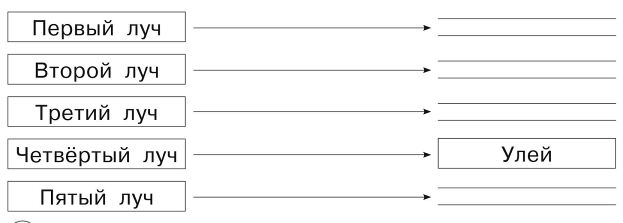 Первый луч
Второй луч
Третий луч
Четвёртый луч Улей
Пятый луч